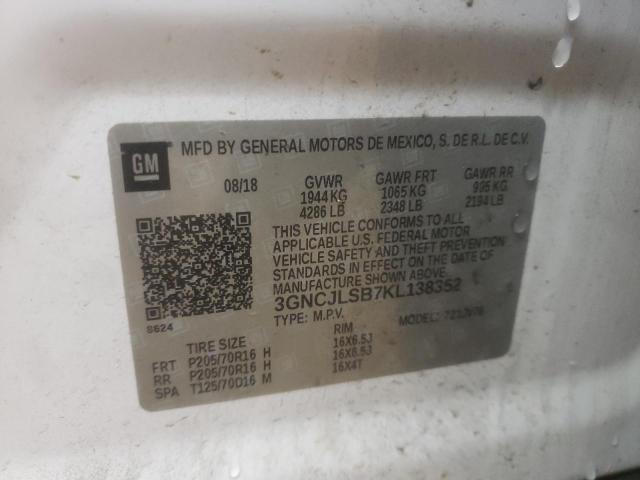 GM
MFD BY GENERAL MOTORS DE MEXICO, S. DE R.L. DE C.V.
08/18 GVWR GAWR FRT GAWR RR
1944 KG 1065 KG 995 KG
4286 LB 2348 LB 2194 LB
THIS VEHICLE CONFORMS TO ALL
APPLICABLE U.S. FEDERAL MOTOR
VEHICLE SAFETY AND THEFT PREVENTION
STANDARDS IN EFFECT ON THE DATE OF
MANUFACTURE SHOWN ABOVE.
3GNCJLSB7KL138352
TYPE: M.P.V. MODEL:
S624
TIRE SIZE RIM
FRT P205/70R16 H 16X6.5J
RR P205/70R16 H 16X6.5J
SPA T125/70D16 M 16X4T